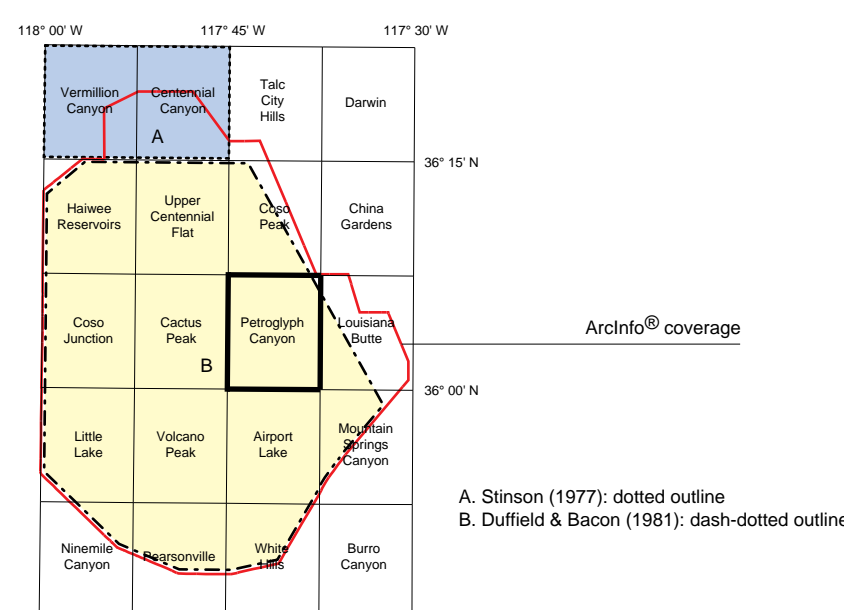 118° 00' W 117° 45' W 117° 30' W
Vermillion
Canyon
Centennial
Canyon
Talc
City
Hills
Darwin
A
36° 15' N
Haiwee
Reservoirs
Upper
Centennial
Flat
Coso
Peak
China
Gardens
Coso
Junction
Cactus
Peak
Petroglyph
Canyon
Louisiana
Butte
ArcInfo® coverage
B
36° 00' N
Little
Lake
Volcano
Peak
Airport
Lake
Mountain
Springs
Canyon
A. Stinson (1977): dotted outline
B. Duffield & Bacon (1981): dash-dotted outline
Ninemile
Canyon
Pearsonville
White
Hills
Burro
Canyon